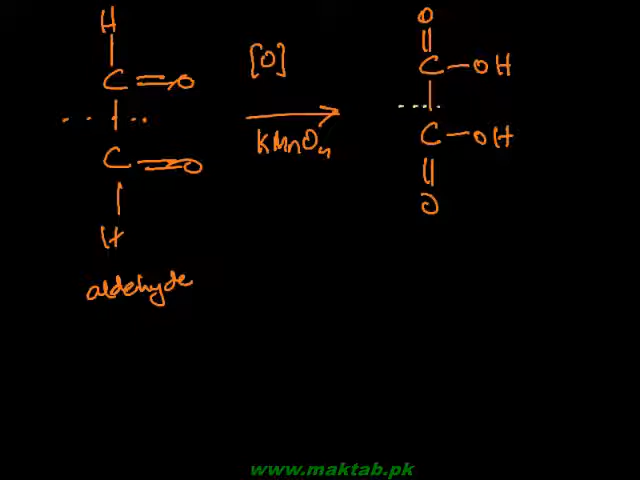 H
C = O
C = O
H
aldehyde
[O]
KMnO₄
O
C - OH
C - OH
O
www.maktab.pk